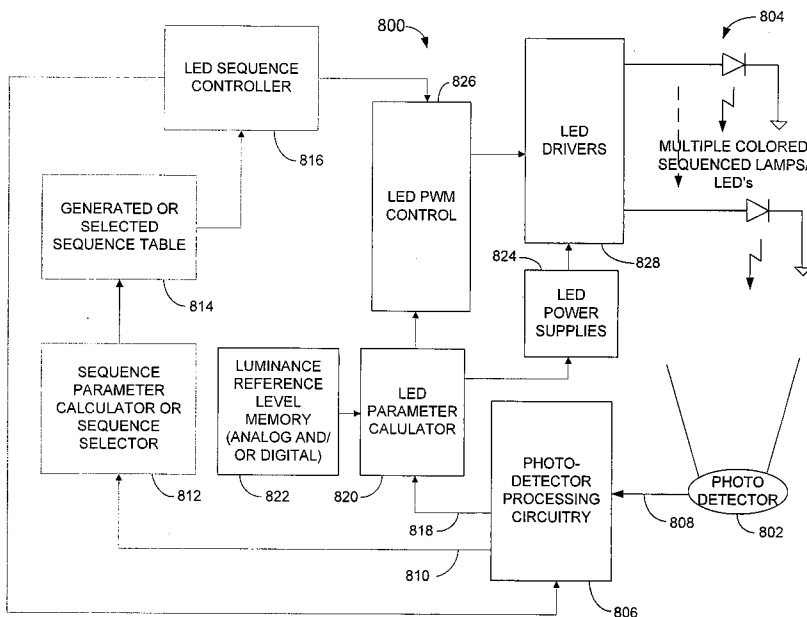 800
804
LED SEQUENCE
CONTROLLER
816
826
LED PWM
CONTROL
LED
DRIVERS
828
MULTIPLE COLORED
SEQUENCED LAMPS/
LED's
GENERATED OR
SELECTED
SEQUENCE TABLE
814
824
LED
POWER
SUPPLIES
SEQUENCE
PARAMETER
CALCULATOR OR
SEQUENCE
SELECTOR
812
LUMINANCE
REFERENCE
LEVEL
MEMORY
(ANALOG AND/
OR DIGITAL)
822
LED
PARAMETER
CALULATOR
820
818
810
PHOTO-
DETECTOR
PROCESSING
CIRCUITRY
806
808
PHOTO
DETECTOR
802